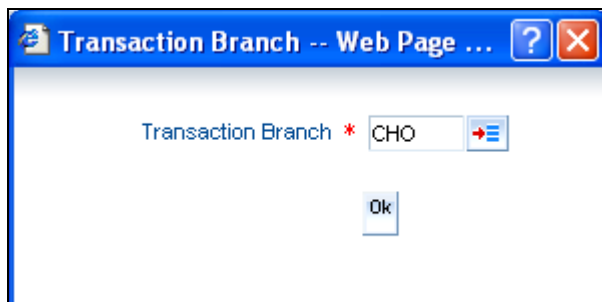 Transaction Branch -- Web Page ...
Transaction Branch * CHO
Ok